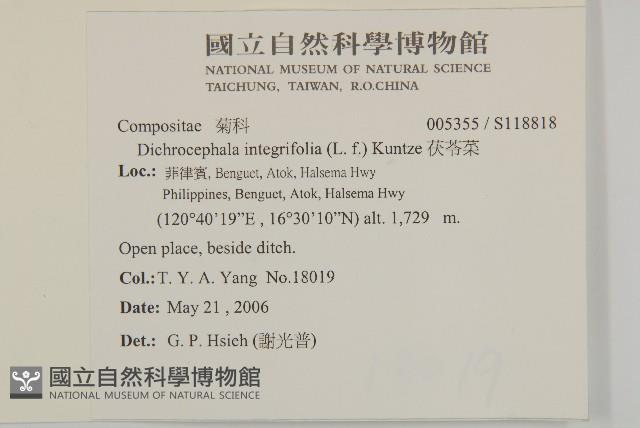 國立自然科學博物館
NATIONAL MUSEUM OF NATURAL SCIENCE
TAICHUNG, TAIWAN, R.O.CHINA
Compositae 菊科 005355 / S118818
Dichrocephala integrifolia (L. f.) Kuntze 茯苓菜
Loc.: 菲律賓, Benguet, Atok, Halsema Hwy
Philippines, Benguet, Atok, Halsema Hwy
(120°40'19"E , 16°30'10"N) alt. 1,729 m.
Open place, beside ditch.
Col.: T. Y. A. Yang No.18019
Date: May 21 , 2006
Det.: G. P. Hsieh (謝光普)
18019
國立自然科學博物館
NATIONAL MUSEUM OF NATURAL SCIENCE